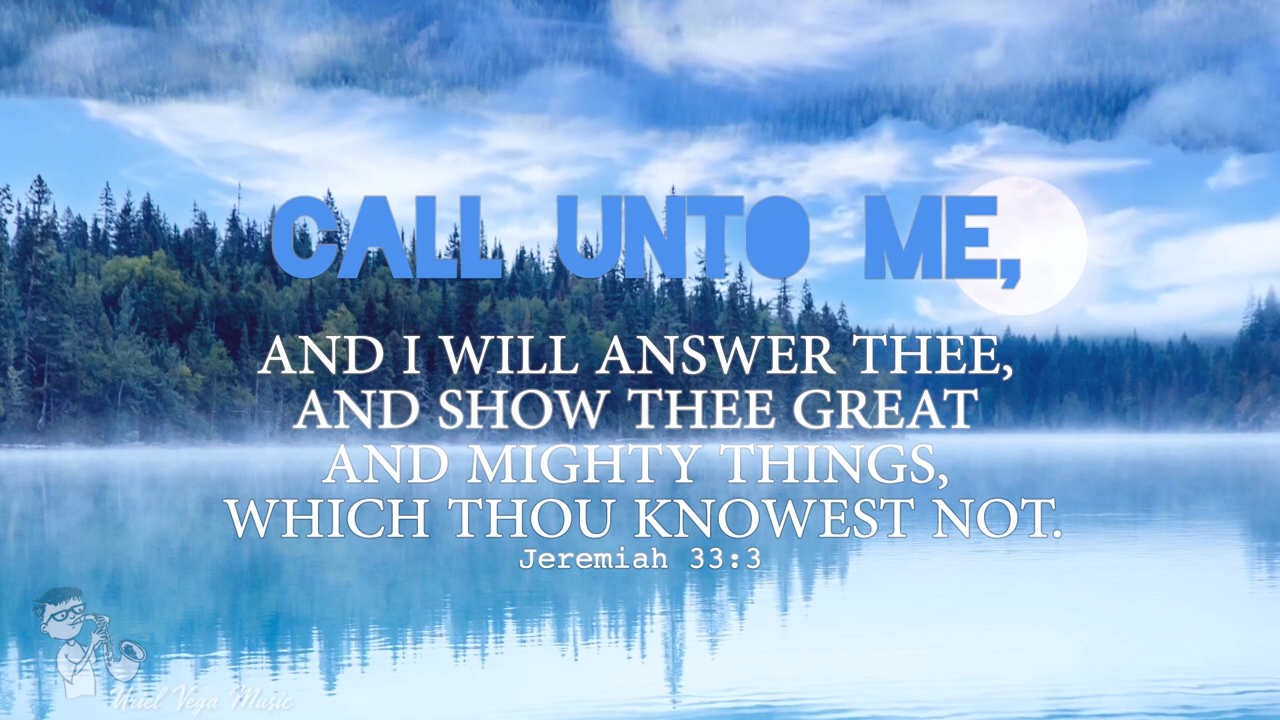 CALL UNTO ME,
AND I WILL ANSWER THEE,
AND SHOW THEE GREAT
AND MIGHTY THINGS,
WHICH THOU KNOWEST NOT.
Jeremiah 33:3
Uriel Vega Music